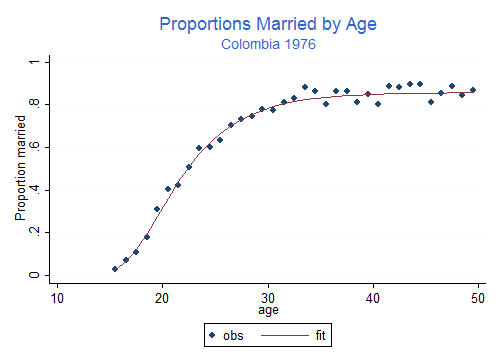 Proportions Married by Age
Colombia 1976
Proportion married
1
.8
.6
.4
.2
0
10
20
30
40
50
age
obs
fit